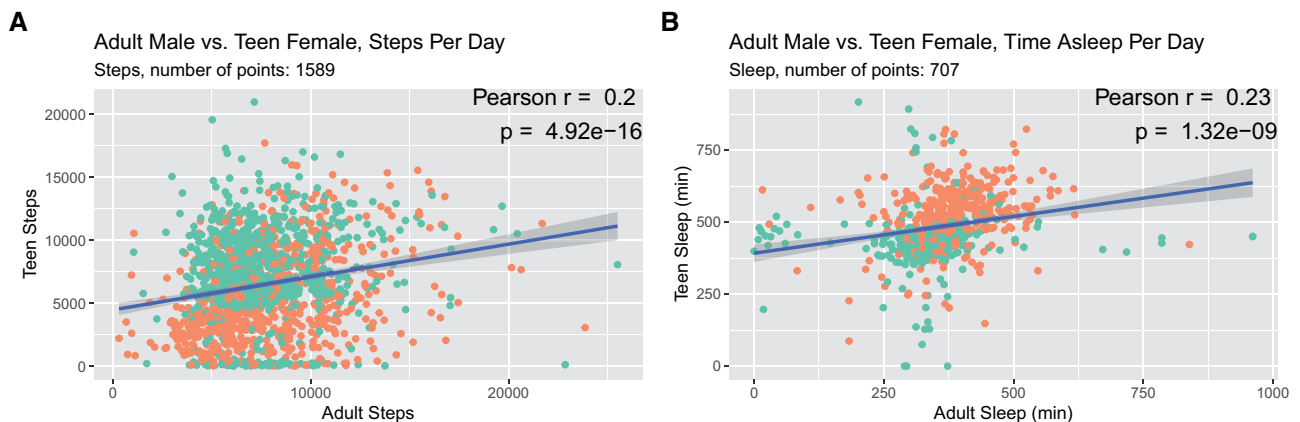 A
Adult Male vs. Teen Female, Steps Per Day
Steps, number of points: 1589
Pearson r = 0.2
p = 4.92e−16
Teen Steps
20000
15000
10000
5000
0
0 10000 20000
Adult Steps
B
Adult Male vs. Teen Female, Time Asleep Per Day
Sleep, number of points: 707
Pearson r = 0.23
p = 1.32e−09
Teen Sleep (min)
750
500
250
0
0 250 500 750 1000
Adult Sleep (min)